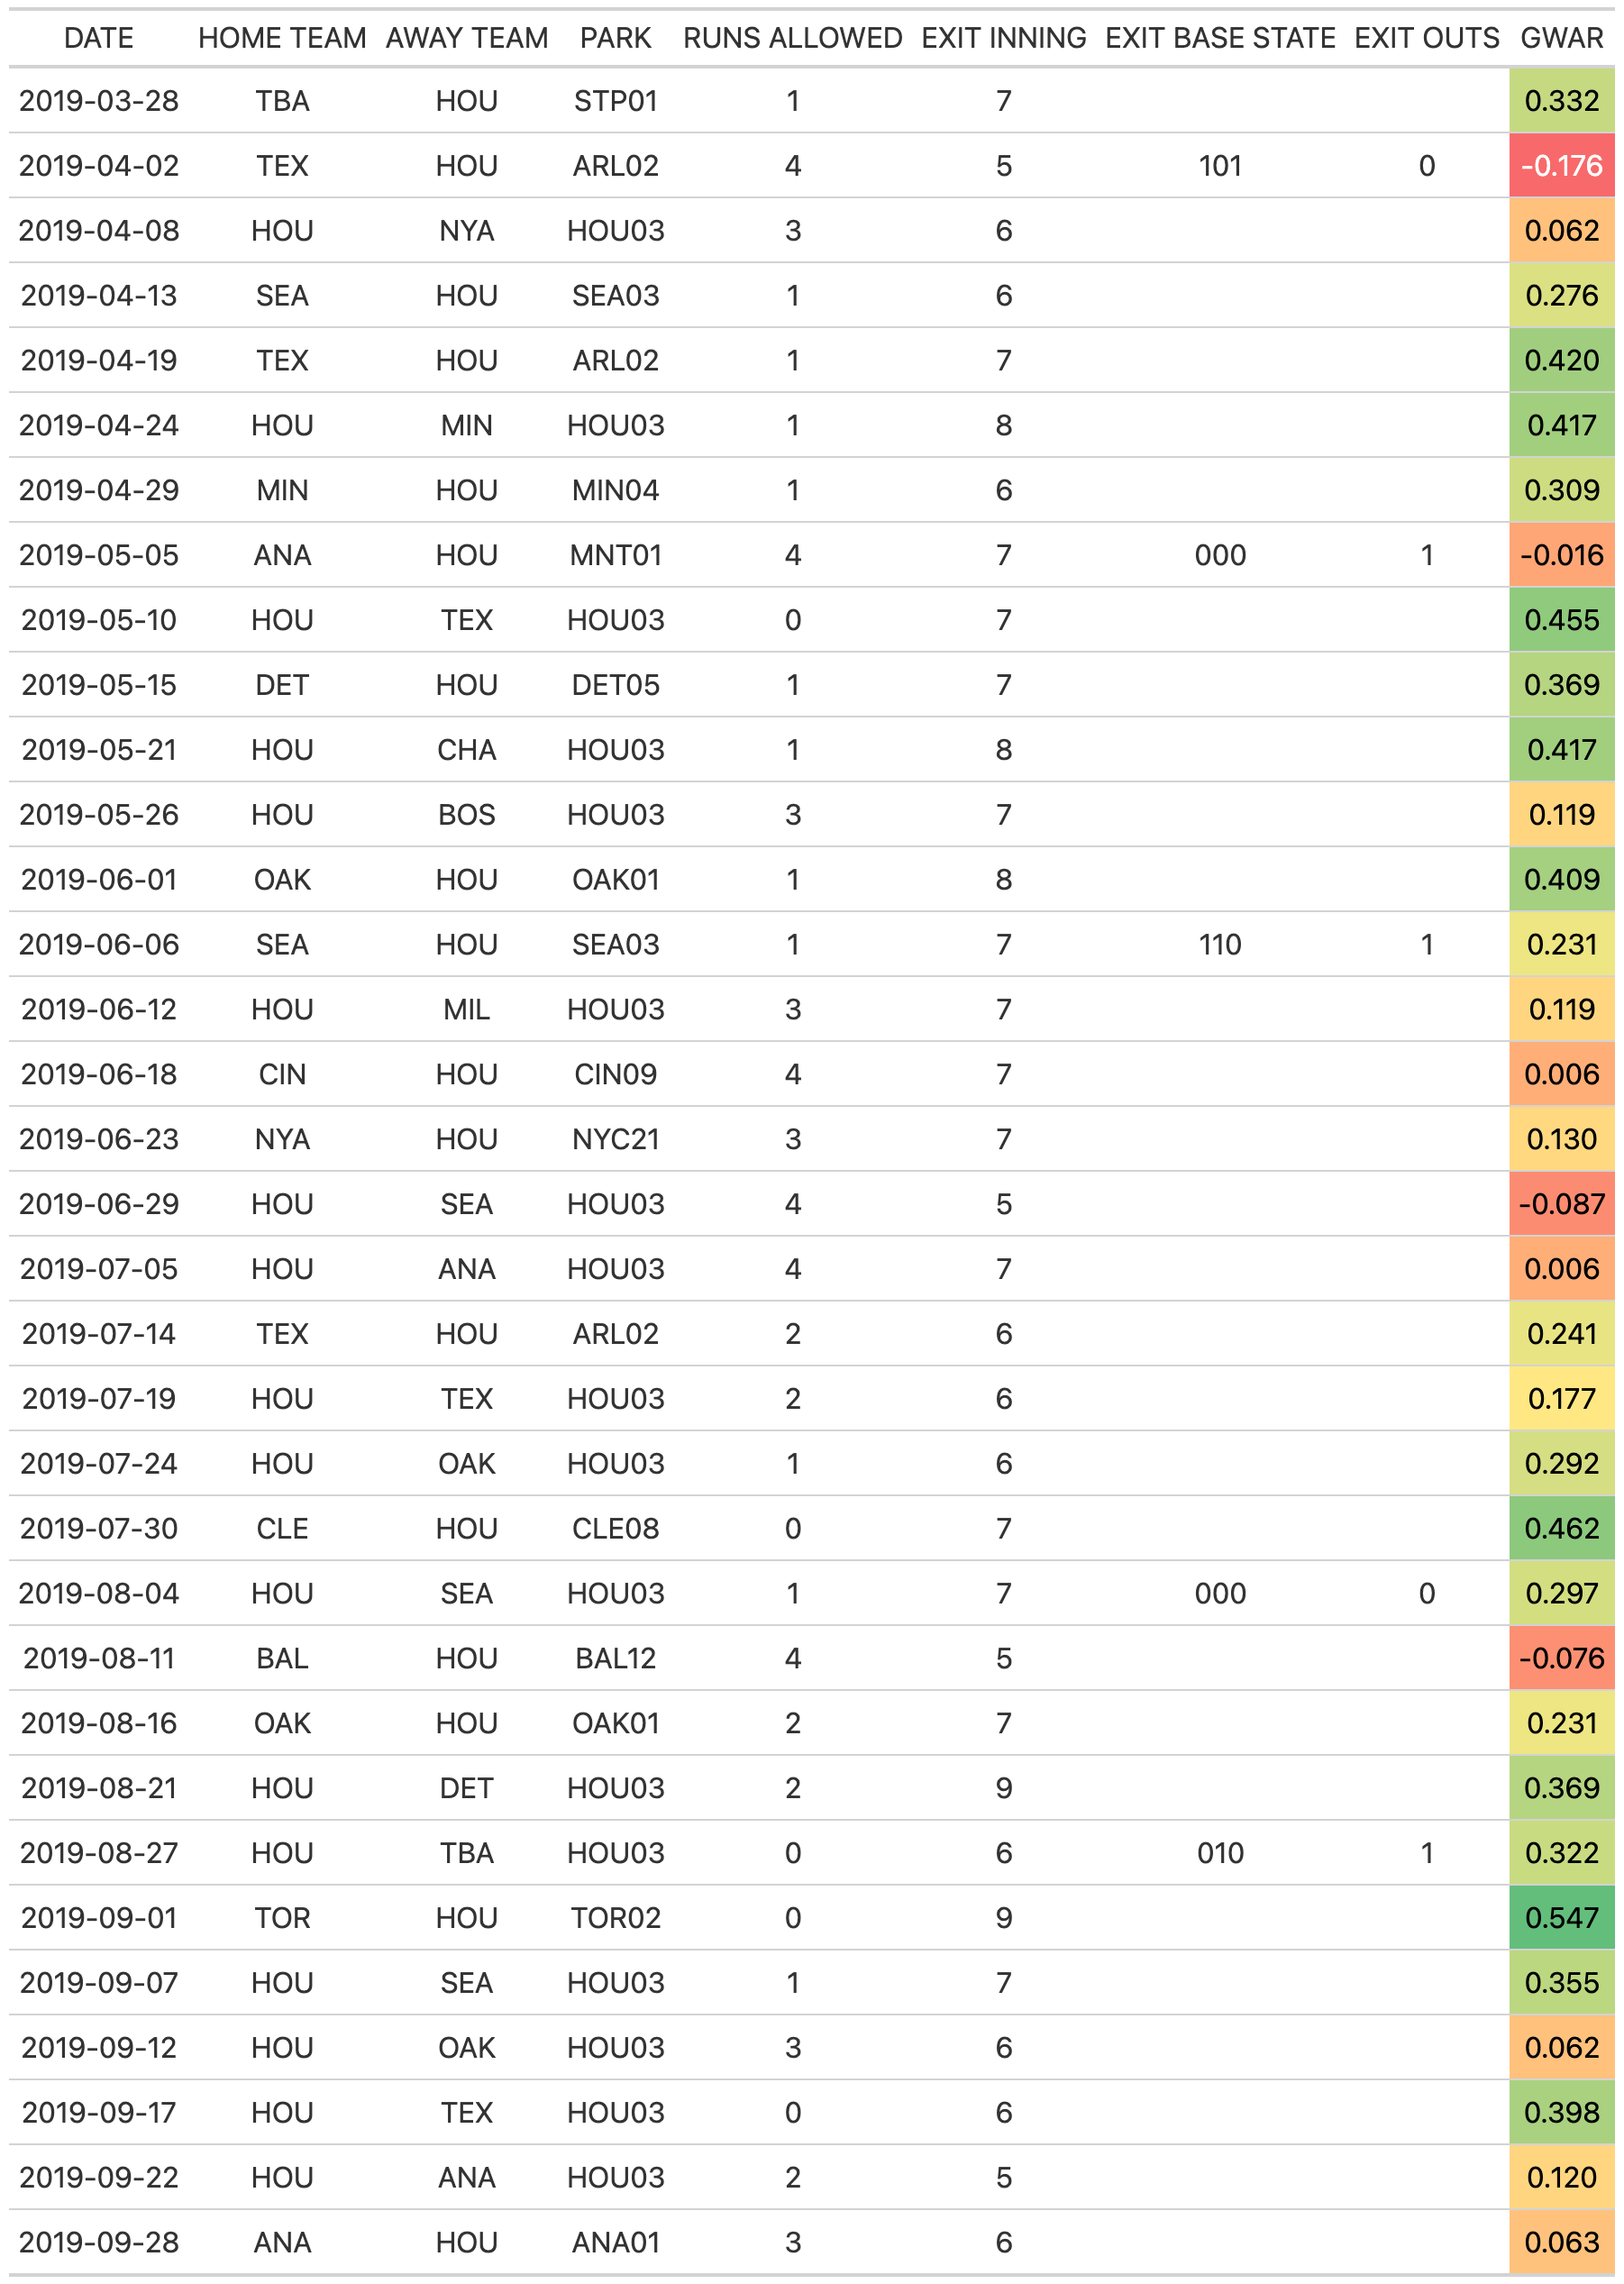 DATE HOME TEAM AWAY TEAM PARK RUNS ALLOWED EXIT INNING EXIT BASE STATE EXIT OUTS GWAR
2019-03-28 TBA HOU STP01 1 7 0.332
2019-04-02 TEX HOU ARL02 4 5 101 0 -0.176
2019-04-08 HOU NYA HOU03 3 6 0.062
2019-04-13 SEA HOU SEA03 1 6 0.276
2019-04-19 TEX HOU ARL02 1 7 0.420
2019-04-24 HOU MIN HOU03 1 8 0.417
2019-04-29 MIN HOU MIN04 1 6 0.309
2019-05-05 ANA HOU MNT01 4 7 000 1 -0.016
2019-05-10 HOU TEX HOU03 0 7 0.455
2019-05-15 DET HOU DET05 1 7 0.369
2019-05-21 HOU CHA HOU03 1 8 0.417
2019-05-26 HOU BOS HOU03 3 7 0.119
2019-06-01 OAK HOU OAK01 1 8 0.409
2019-06-06 SEA HOU SEA03 1 7 110 1 0.231
2019-06-12 HOU MIL HOU03 3 7 0.119
2019-06-18 CIN HOU CIN09 4 7 0.006
2019-06-23 NYA HOU NYC21 3 7 0.130
2019-06-29 HOU SEA HOU03 4 5 -0.087
2019-07-05 HOU ANA HOU03 4 7 0.006
2019-07-14 TEX HOU ARL02 2 6 0.241
2019-07-19 HOU TEX HOU03 2 6 0.177
2019-07-24 HOU OAK HOU03 1 6 0.292
2019-07-30 CLE HOU CLE08 0 7 0.462
2019-08-04 HOU SEA HOU03 1 7 000 0 0.297
2019-08-11 BAL HOU BAL12 4 5 -0.076
2019-08-16 OAK HOU OAK01 2 7 0.231
2019-08-21 HOU DET HOU03 2 9 0.369
2019-08-27 HOU TBA HOU03 0 6 010 1 0.322
2019-09-01 TOR HOU TOR02 0 9 0.547
2019-09-07 HOU SEA HOU03 1 7 0.355
2019-09-12 HOU OAK HOU03 3 6 0.062
2019-09-17 HOU TEX HOU03 0 6 0.398
2019-09-22 HOU ANA HOU03 2 5 0.120
2019-09-28 ANA HOU ANA01 3 6 0.063